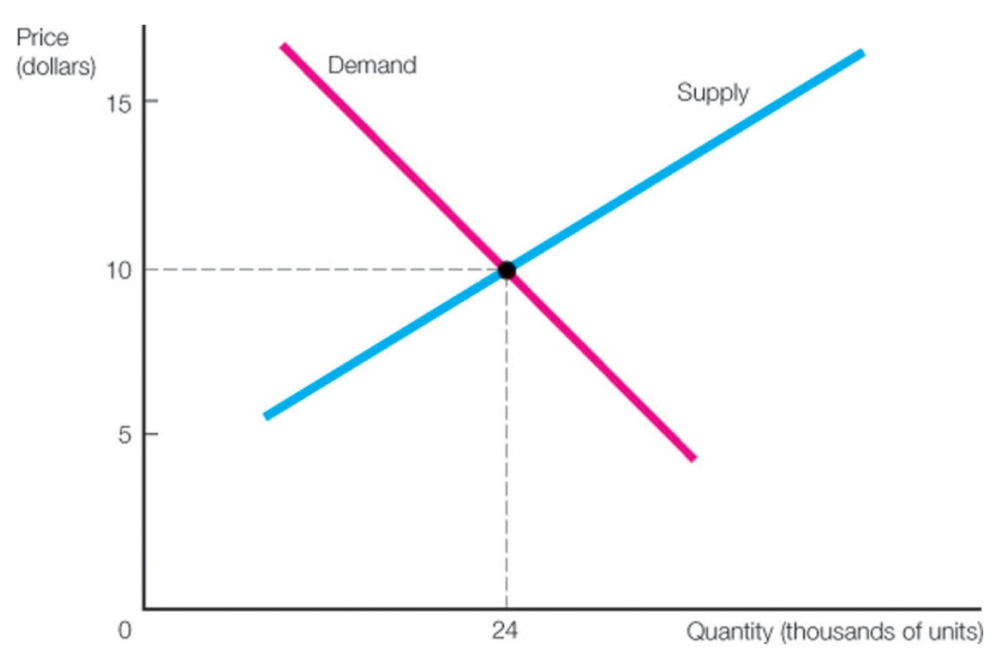 Price
(dollars)
Demand
Supply
15
10
5
0
24
Quantity (thousands of units)